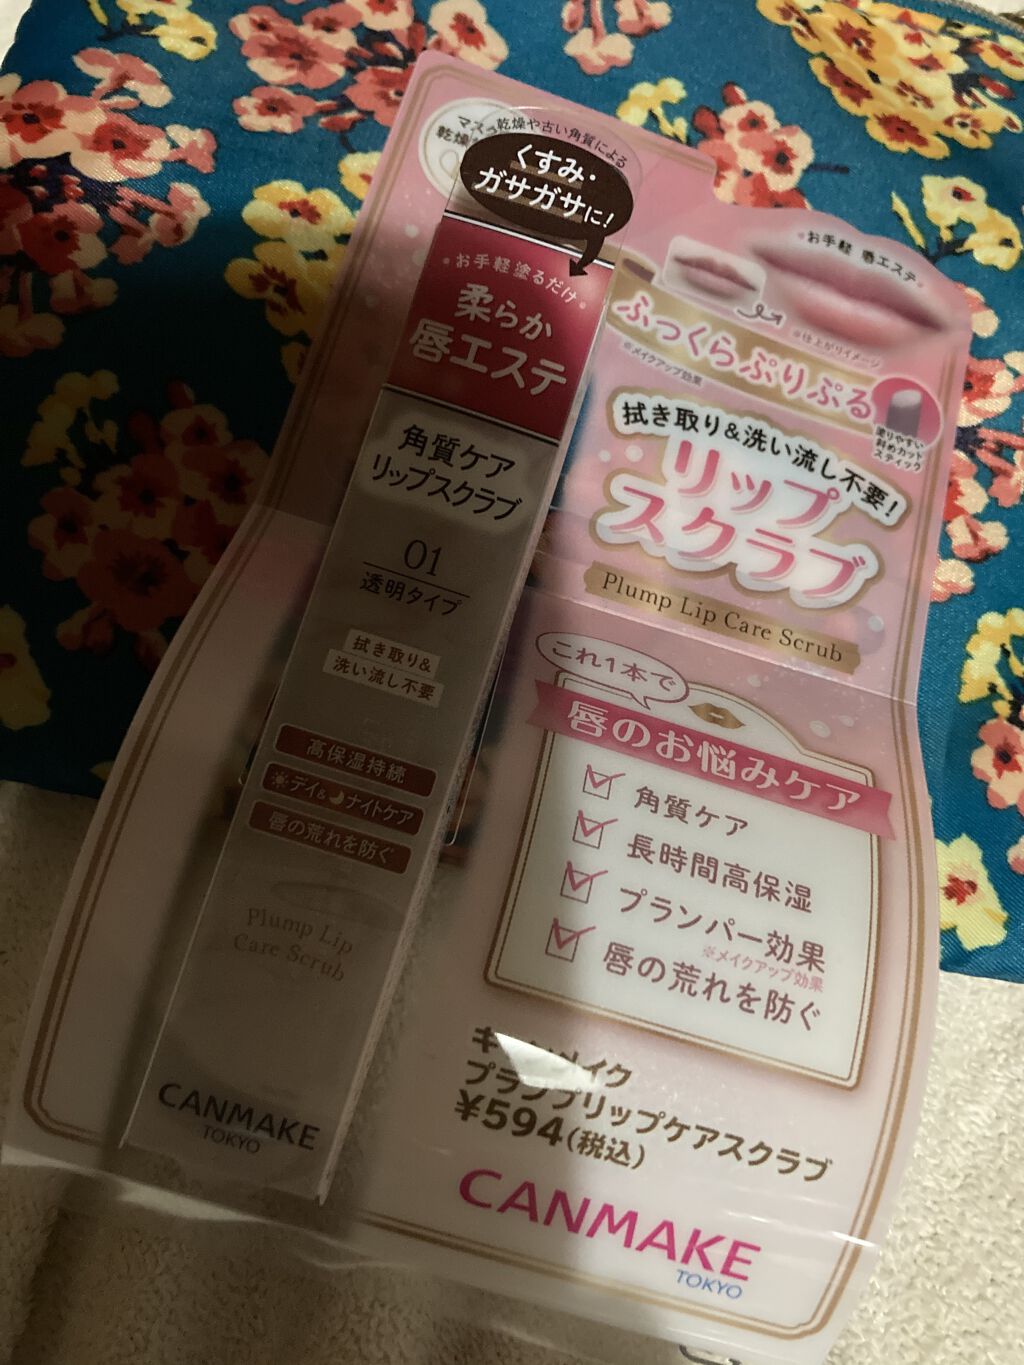 マスク乾燥や古い角質による
くすみ・
ガサガサに!
お手軽塗るだけ
柔らか
唇エステ
角質ケア
リップスクラブ
01
透明タイプ
拭き取り&
洗い流し不要
高保湿持続
デイ&ナイトケア
唇の荒れを防ぐ
Plump Lip
Care Scrub
CANMAKE
TOKYO
お手軽 唇エステ
※仕上がりイメージ
ふっくらぷりぷる
※メイクアップ効果
塗りやすい
斜めカット
スティック
拭き取り&洗い流し不要!
リップ
スクラブ
Plump Lip Care Scrub
これ1本で
唇のお悩みケア
角質ケア
長時間高保湿
プランパー効果
※メイクアップ効果
唇の荒れを防ぐ
キャンメイク
プランプリップケアスクラブ
¥594(税込)
CANMAKE
TOKYO